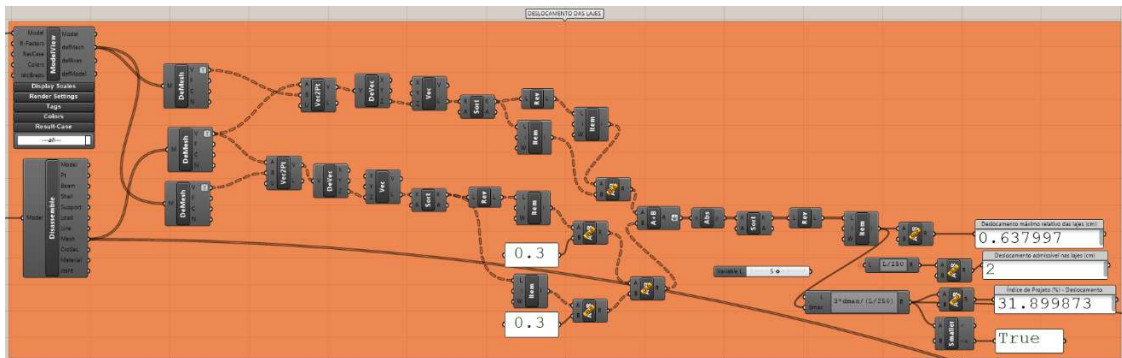 DESLOCAMENTO DAS LAJES
Model
R-Factors
ResCase
Colors
ModelView
Model
defMesh
defAxes
defModel
Display Scales
Render Settings
Tags
Colors
Result-Case
--all--
Model
Disassemble
Model
Pt
Beam
Shell
Support
Load
Line
Mesh
CroSec
Material
Joint
M
DeMesh
V
F
C
N
M
DeMesh
V
F
C
N
M
DeMesh
V
F
C
N
Vec2Pt
DeVec
Vec
Sort
Rev
Item
Item
Vec2Pt
DeVec
Vec
Sort
Rev
Item
Item
0.3
0.3
A+B
Abs
Sort
Rev
Item
Variable L
5
L/250
L
dmax
2*dmax/(L/250)
R
Smaller
Deslocamento máximo relativo das lajes (cm)
0.637997
Deslocamento admissível nas lajes (cm)
2
Índice de Projeto (%) - Deslocamento
31.899873
True